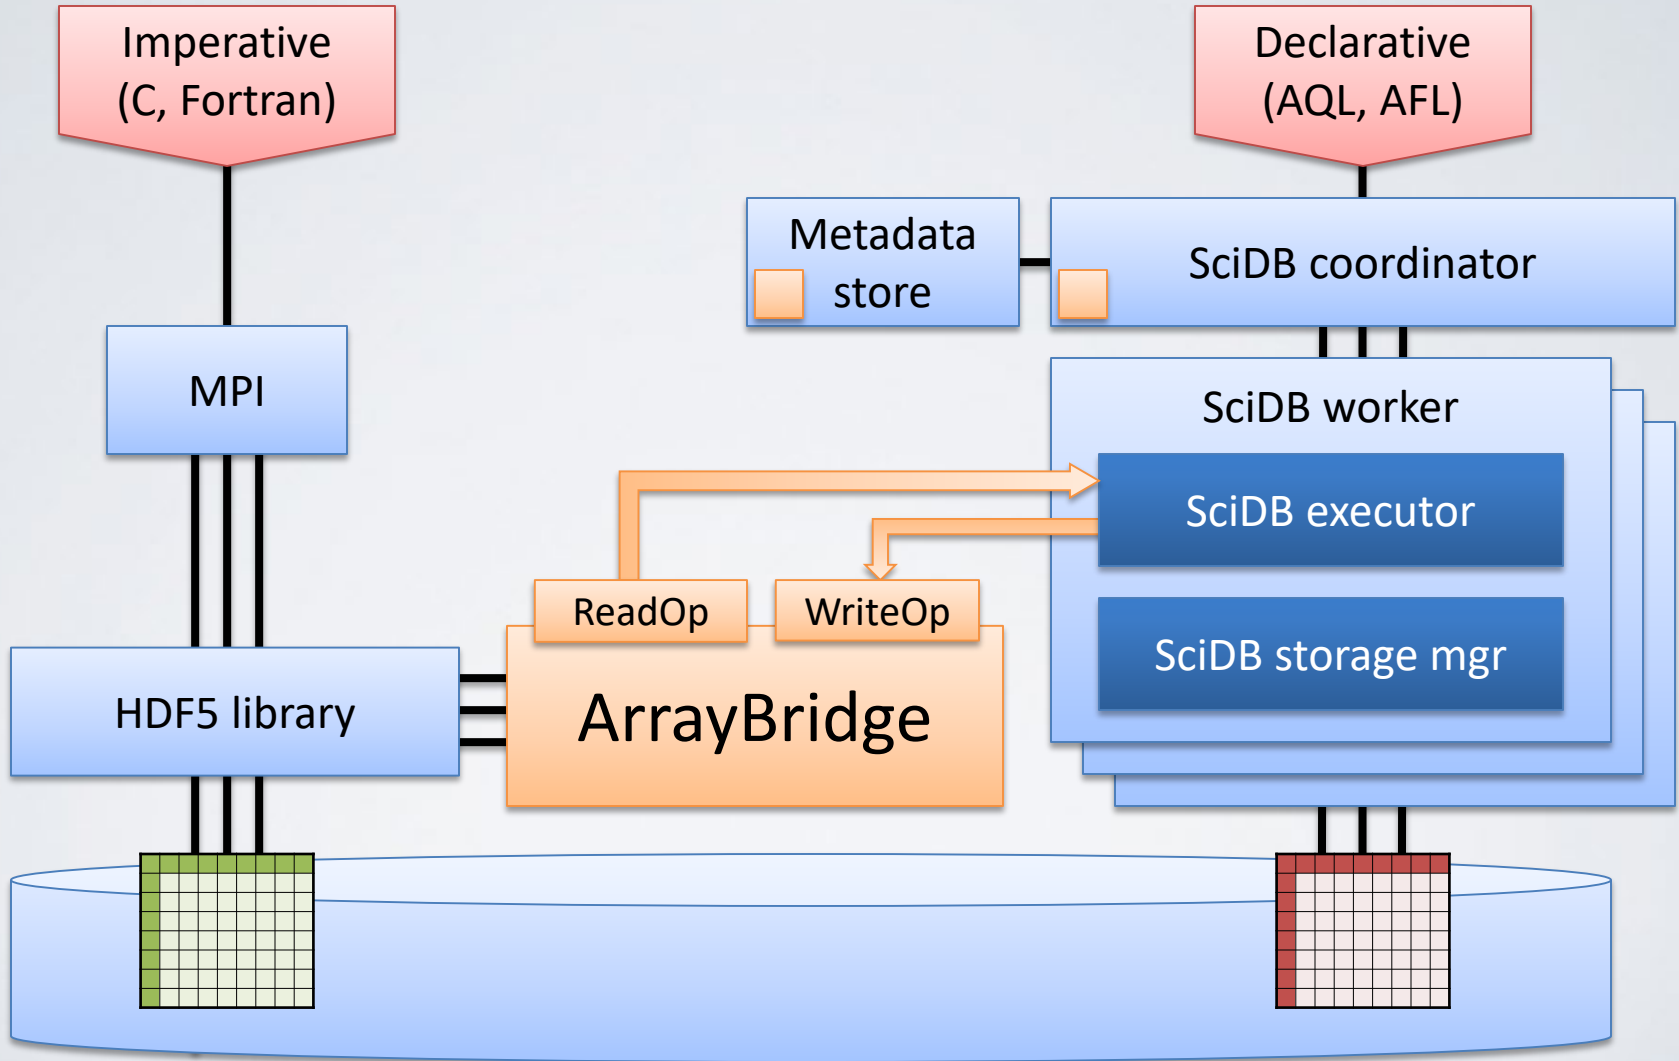 Imperative
(C, Fortran)
Declarative
(AQL, AFL)
Metadata
store
SciDB coordinator
MPI
SciDB worker
SciDB executor
ReadOp
WriteOp
SciDB storage mgr
HDF5 library
ArrayBridge